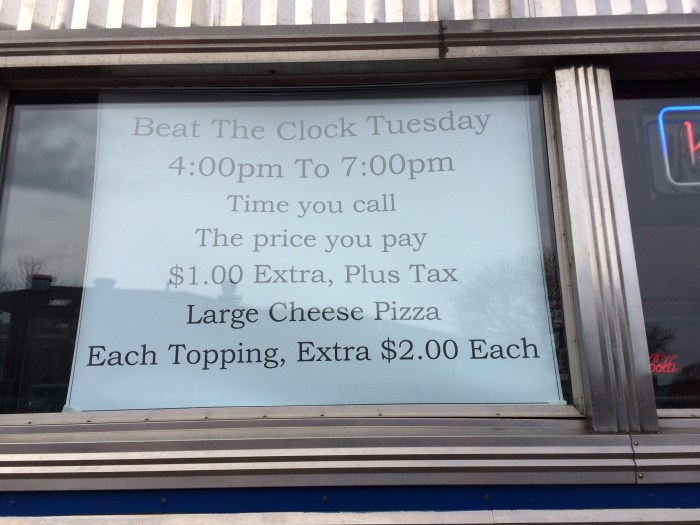 Beat The Clock Tuesday
4:00pm To 7:00pm
Time you call
The price you pay
$1.00 Extra, Plus Tax
Large Cheese Pizza
Each Topping, Extra $2.00 Each